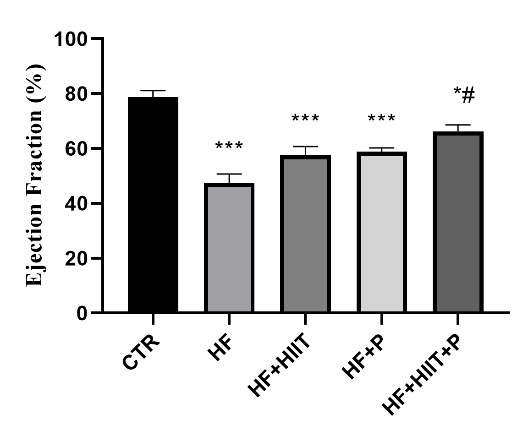 Ejection Fraction (%)
100
80
60
40
20
0
***
***
***
*#
CTR
HF
HF+HIIT
HF+P
HF+HIIT+P